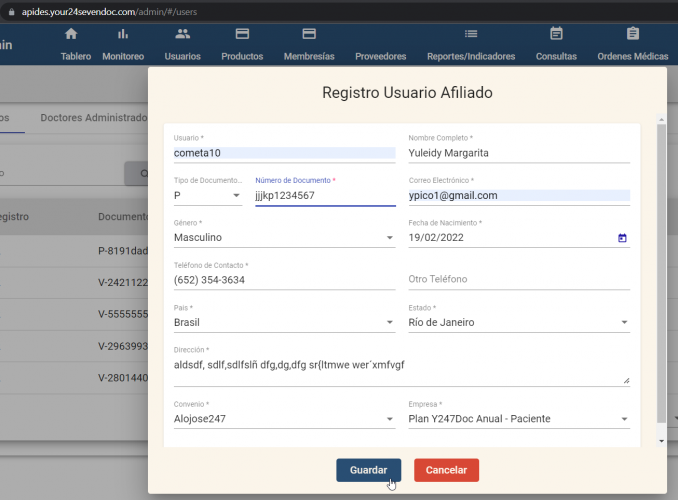 apides.your24sevendoc.com/admin/#/users
Tablero Monitoreo Usuarios Productos Membresías Proveedores Reportes/Indicadores Consultas Ordenes Médicas
Doctores Administrado
Registro Usuario Afiliado
Usuario * Nombre Completo *
cometa10 Yuleidy Margarita
Tipo de Documento... Número de Documento * Correo Electrónico *
P jjjkp1234567 ypico1@gmail.com
Género * Fecha de Nacimiento *
Masculino 19/02/2022
Teléfono de Contacto *
(652) 354-3634 Otro Teléfono
País * Estado *
Brasil Río de Janeiro
Dirección *
aldsdf, sdlf,sdlfslñ dfg,dg,dfg sr{ltmwe wer´xmfvgf
Convenio * Empresa *
Alojose247 Plan Y247Doc Anual - Paciente
Guardar Cancelar
egistro Documento
P-8191dad
V-2421122
V-5555555
V-2963993
V-2801440